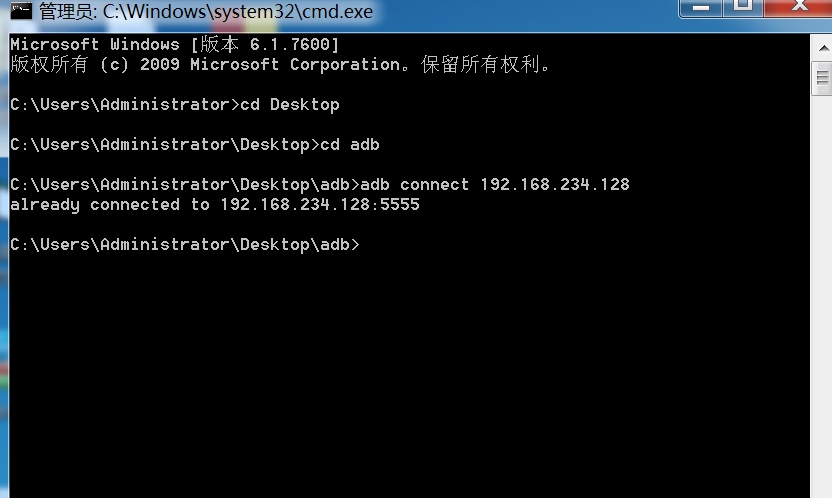 管理员: C:\Windows\system32\cmd.exe
Microsoft Windows [版本 6.1.7600]
版权所有 (c) 2009 Microsoft Corporation。保留所有权利。
C:\Users\Administrator>cd Desktop
C:\Users\Administrator\Desktop>cd adb
C:\Users\Administrator\Desktop\adb>adb connect 192.168.234.128
already connected to 192.168.234.128:5555
C:\Users\Administrator\Desktop\adb>